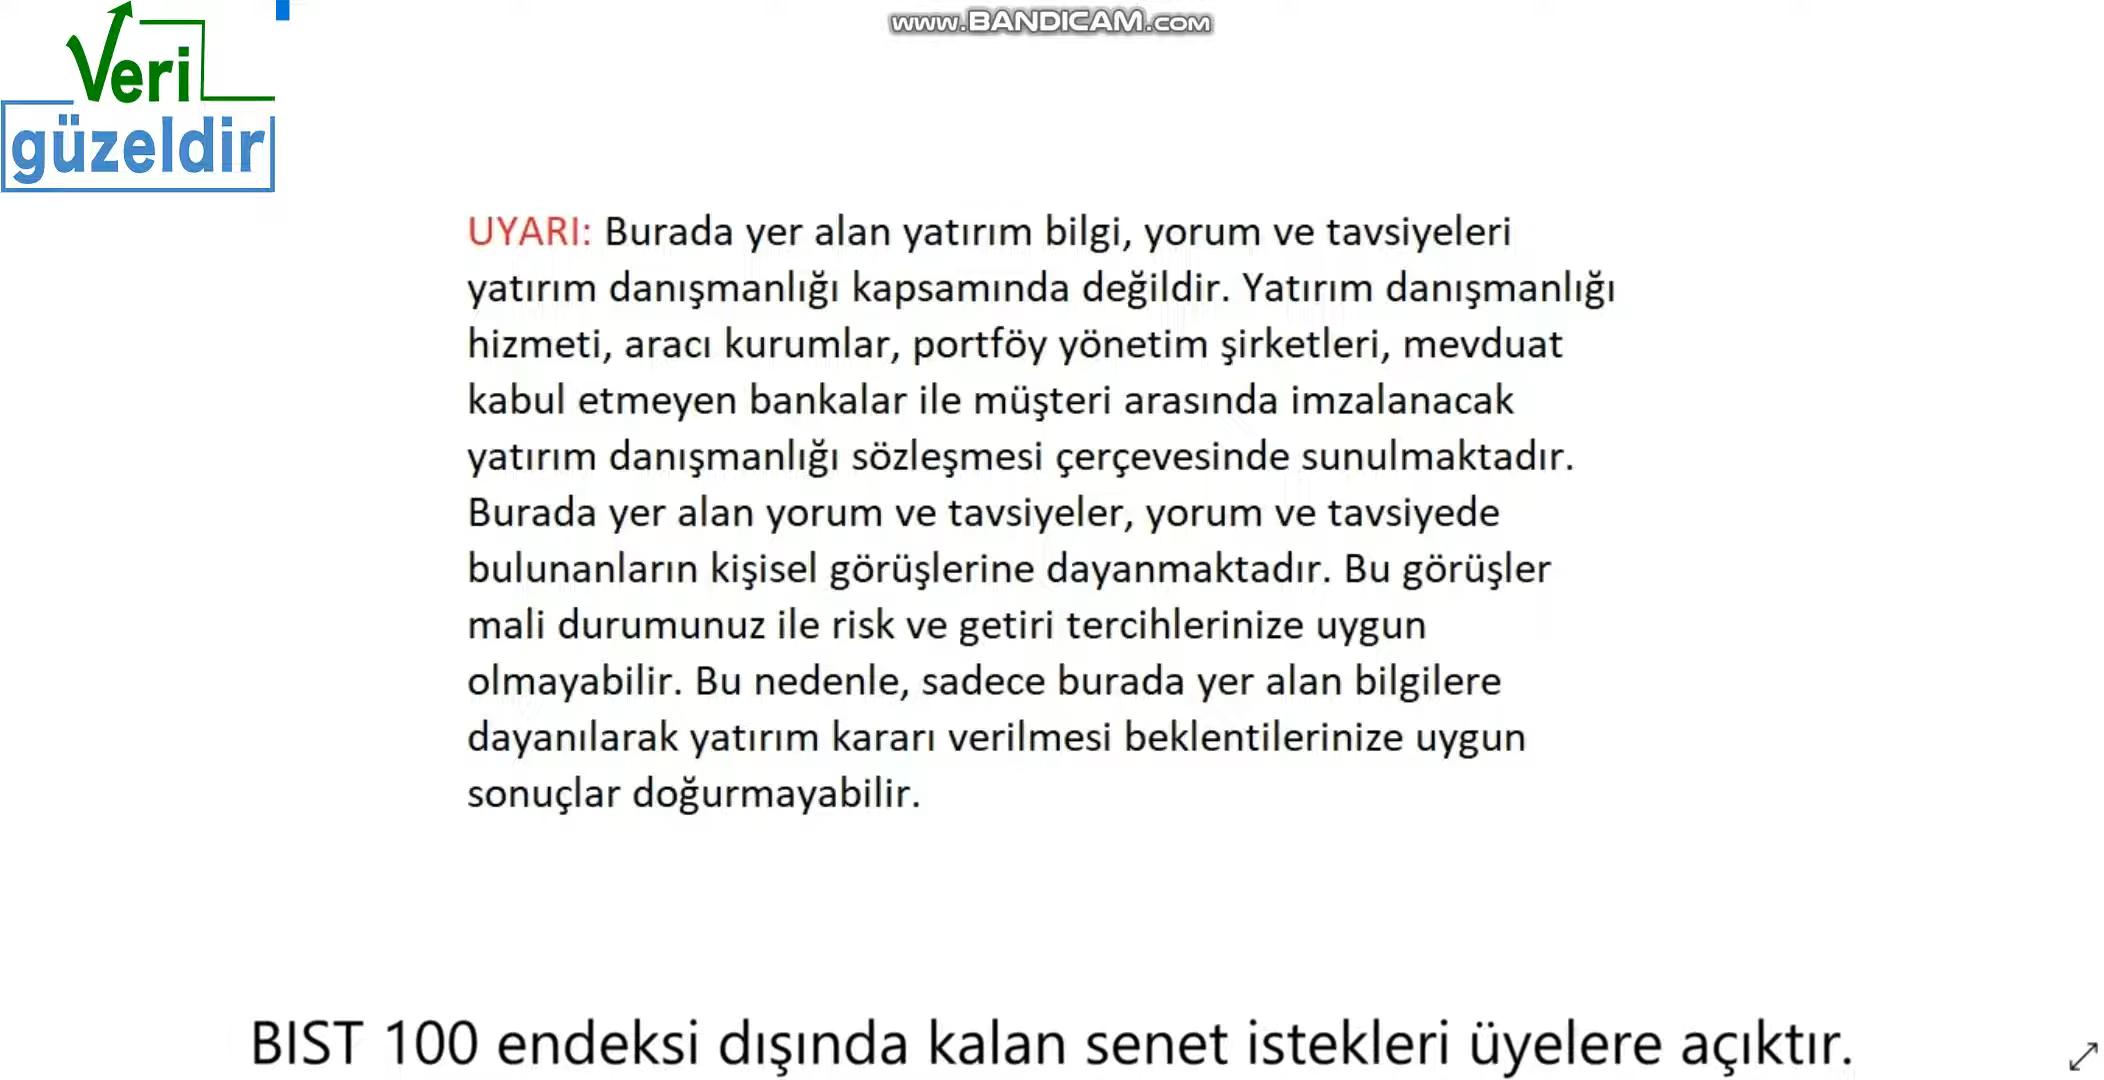 www.BANDICAM.com
Veri
güzeldir
UYARI: Burada yer alan yatırım bilgi, yorum ve tavsiyeleri
yatırım danışmanlığı kapsamında değildir. Yatırım danışmanlığı
hizmeti, aracı kurumlar, portföy yönetim şirketleri, mevduat
kabul etmeyen bankalar ile müşteri arasında imzalanacak
yatırım danışmanlığı sözleşmesi çerçevesinde sunulmaktadır.
Burada yer alan yorum ve tavsiyeler, yorum ve tavsiyede
bulunanların kişisel görüşlerine dayanmaktadır. Bu görüşler
mali durumunuz ile risk ve getiri tercihlerinize uygun
olmayabilir. Bu nedenle, sadece burada yer alan bilgilere
dayanılarak yatırım kararı verilmesi beklentilerinize uygun
sonuçlar doğurmayabilir.
BIST 100 endeksi dışında kalan senet istekleri üyelere açıktır.